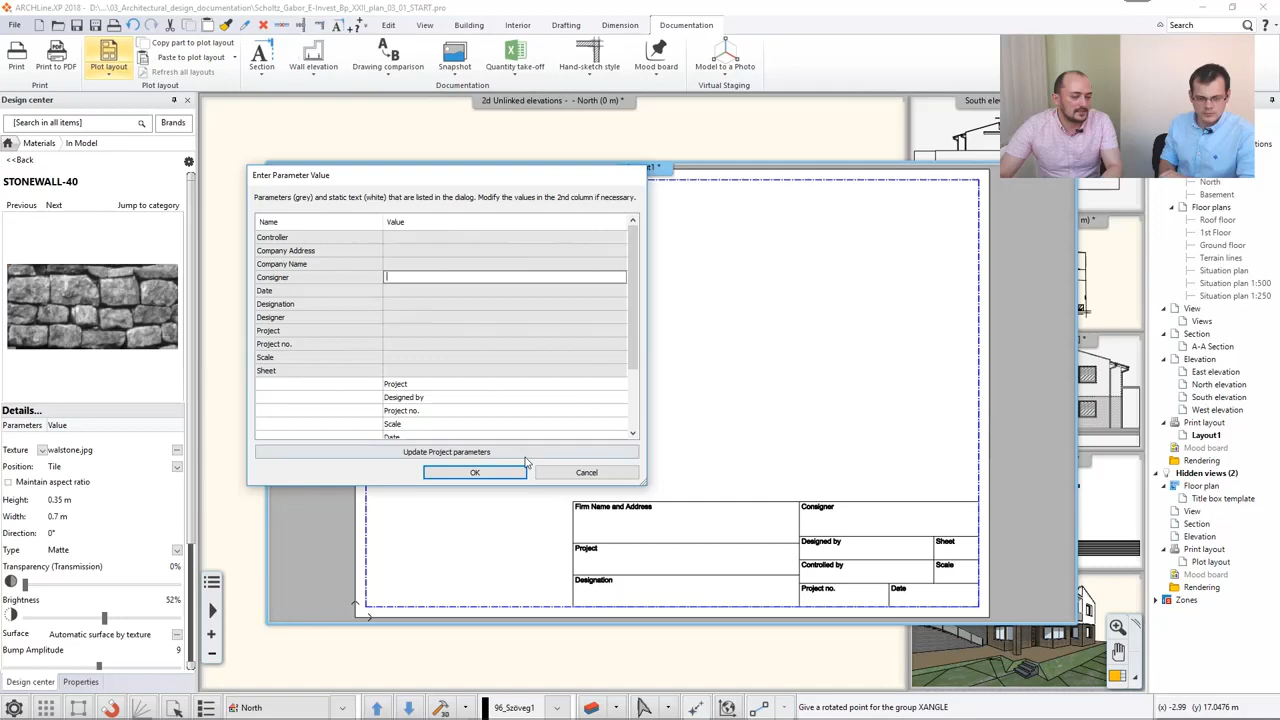 ARCHLine.XP 2018 - D:\...\03_Architectural_design_documentation\Scholtz_Gabor_E-Invest_Bp_XXII_plan_03_01_START.pro
File
Edit
View
Building
Interior
Drafting
Dimension
Documentation
Search
Print
Print to PDF
Plot layout
Copy part to plot layout
Paste to plot layout
Refresh all layouts
Section
Wall elevation
Drawing comparison
Snapshot
Quantity take-off
Hand-sketch style
Mood board
Model to a Photo
Print
Plot layout
Documentation
Virtual Staging
Design center
[Search in all items]
Brands
Materials
In Model
<<Back
STONEWALL-40
Previous
Next
Jump to category
Details...
Parameters
Value
Texture
walstone.jpg
Position:
Tile
Maintain aspect ratio
Height:
0.35 m
Width:
0.7 m
Direction:
0°
Type
Matte
Transparency (Transmission)
0%
Brightness
52%
Surface
Automatic surface by texture
Bump Amplitude
9
Design center
Properties
2d Unlinked elevations - - North (0 m) *
South ele
Enter Parameter Value
Parameters (grey) and static text (white) that are listed in the dialog. Modify the values in the 2nd column if necessary.
Name
Value
Controller
Company Address
Company Name
Consigner
Date
Designation
Designer
Project
Project no.
Scale
Sheet
Project
Designed by
Project no.
Scale
Date
Update Project parameters
OK
Cancel
Firm Name and Address
Consigner
Project
Designed by
Sheet
Controlled by
Scale
Designation
Project no.
Date
m) *
North
Basement
Floor plans
Roof floor
1st Floor
Ground floor
Terrain lines
Situation plan
Situation plan 1:500
Situation plan 1:250
View
Views
Section
A-A Section
Elevation
East elevation
North elevation
South elevation
West elevation
Print layout
Layout1
Mood board
Rendering
Hidden views (2)
Floor plan
Title box template
View
Section
Elevation
Print layout
Plot layout
Mood board
Rendering
Zones
North
96_Szöveg1
Give a rotated point for the group XANGLE
(x) -2.99
(y) 17.0476 m